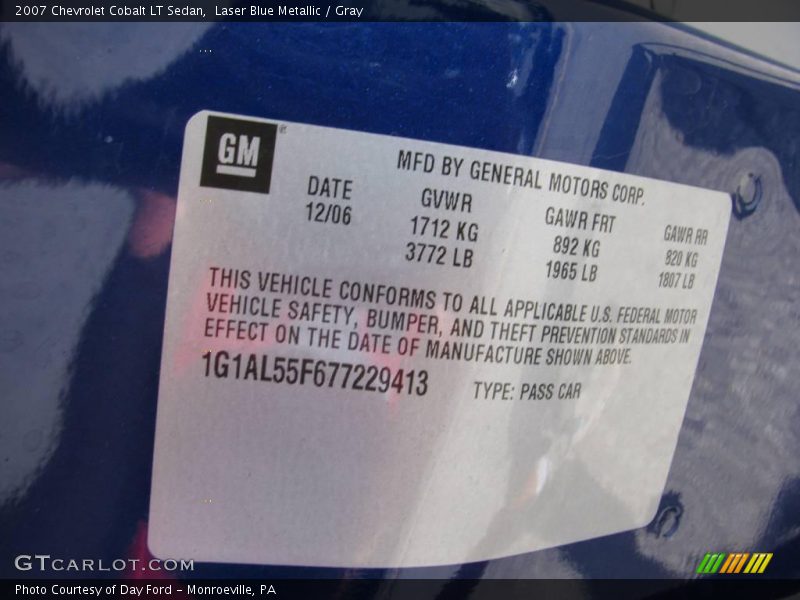 2007 Chevrolet Cobalt LT Sedan, Laser Blue Metallic / Gray
GM®
MFD BY GENERAL MOTORS CORP.
DATE GVWR GAWR FRT GAWR RR
12/06 1712 KG 892 KG 820 KG
3772 LB 1965 LB 1807 LB
THIS VEHICLE CONFORMS TO ALL APPLICABLE U.S. FEDERAL MOTOR
VEHICLE SAFETY, BUMPER, AND THEFT PREVENTION STANDARDS IN
EFFECT ON THE DATE OF MANUFACTURE SHOWN ABOVE.
1G1AL55F677229413 TYPE: PASS CAR
GTCARLOT.COM
Photo Courtesy of Day Ford – Monroeville, PA